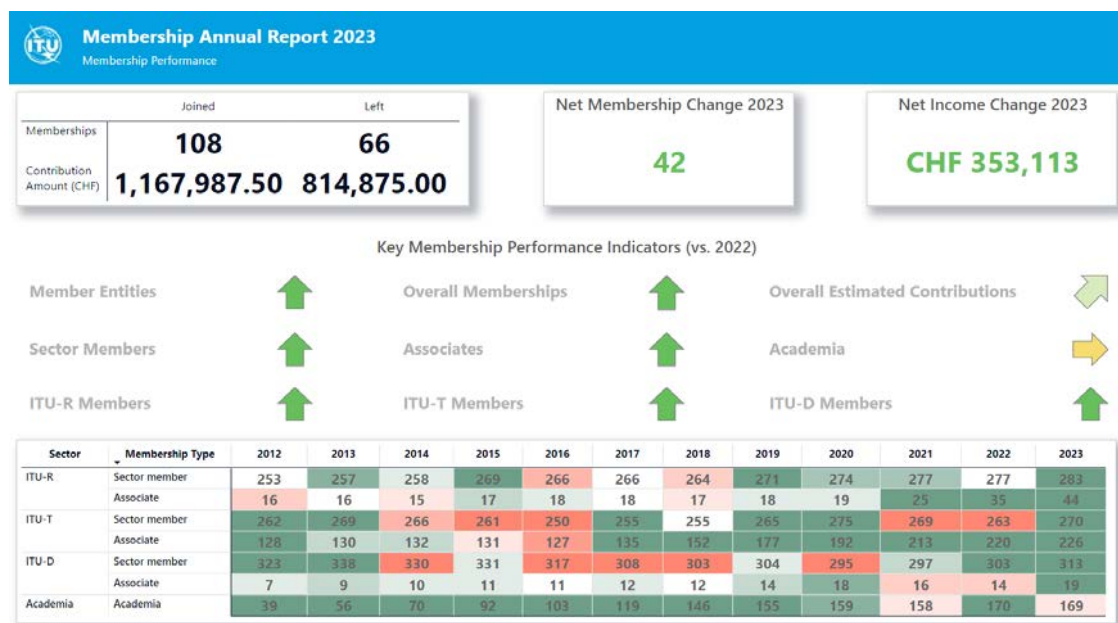 ITU
Membership Annual Report 2023
Membership Performance
Joined Left
Memberships 108 66
Contribution Amount (CHF) 1,167,987.50 814,875.00
Net Membership Change 2023
42
Net Income Change 2023
CHF 353,113
Key Membership Performance Indicators (vs. 2022)
Member Entities Overall Memberships Overall Estimated Contributions
Sector Members Associates Academia
ITU-R Members ITU-T Members ITU-D Members
Sector Membership Type 2012 2013 2014 2015 2016 2017 2018 2019 2020 2021 2022 2023
ITU-R Sector member 253 257 258 269 266 266 264 271 274 277 277 283
Associate 16 16 15 17 18 18 17 18 19 25 35 44
ITU-T Sector member 262 269 266 261 250 255 255 265 275 269 263 270
Associate 128 130 132 131 127 135 152 177 192 213 220 226
ITU-D Sector member 323 338 330 331 317 308 303 304 295 297 303 313
Associate 7 9 10 11 11 12 12 14 18 16 14 19
Academia Academia 39 56 70 92 103 119 146 155 159 158 170 169